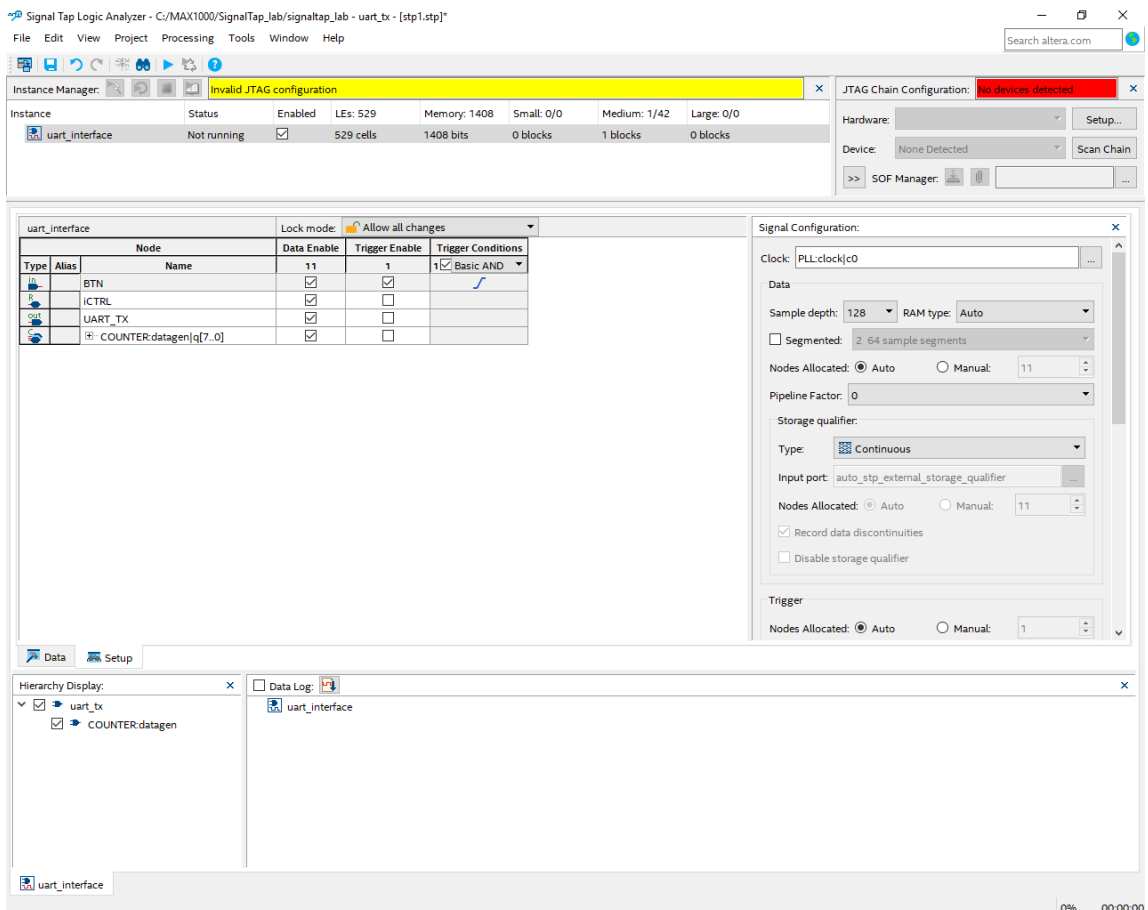 Signal Tap Logic Analyzer - C:/MAX1000/SignalTap_lab/signaltap_lab - uart_tx - [stp1.stp]*
File Edit View Project Processing Tools Window Help
Search altera.com
Instance Manager: Invalid JTAG configuration
Instance Status Enabled LEs: 529 Memory: 1408 Small: 0/0 Medium: 1/42 Large: 0/0
uart_interface Not running 529 cells 1408 bits 0 blocks 1 blocks 0 blocks
JTAG Chain Configuration: No devices detected
Hardware: Setup...
Device: None Detected Scan Chain
>> SOF Manager: ...
uart_interface Lock mode: Allow all changes
Node Data Enable Trigger Enable Trigger Conditions
Type Alias Name 11 1 1 Basic AND
in BTN
R iCTRL
out UART_TX
C COUNTER:datagen|q[7..0]
Signal Configuration:
Clock: PLL:clock|c0 ...
Data
Sample depth: 128 RAM type: Auto
Segmented: 2 64 sample segments
Nodes Allocated: Auto Manual: 11
Pipeline Factor: 0
Storage qualifier:
Type: Continuous
Input port: auto_stp_external_storage_qualifier ...
Nodes Allocated: Auto Manual: 11
Record data discontinuities
Disable storage qualifier
Trigger
Nodes Allocated: Auto Manual: 1
Data Setup
Hierarchy Display:
uart_tx
COUNTER:datagen
Data Log:
uart_interface
uart_interface
0% 00:00:00